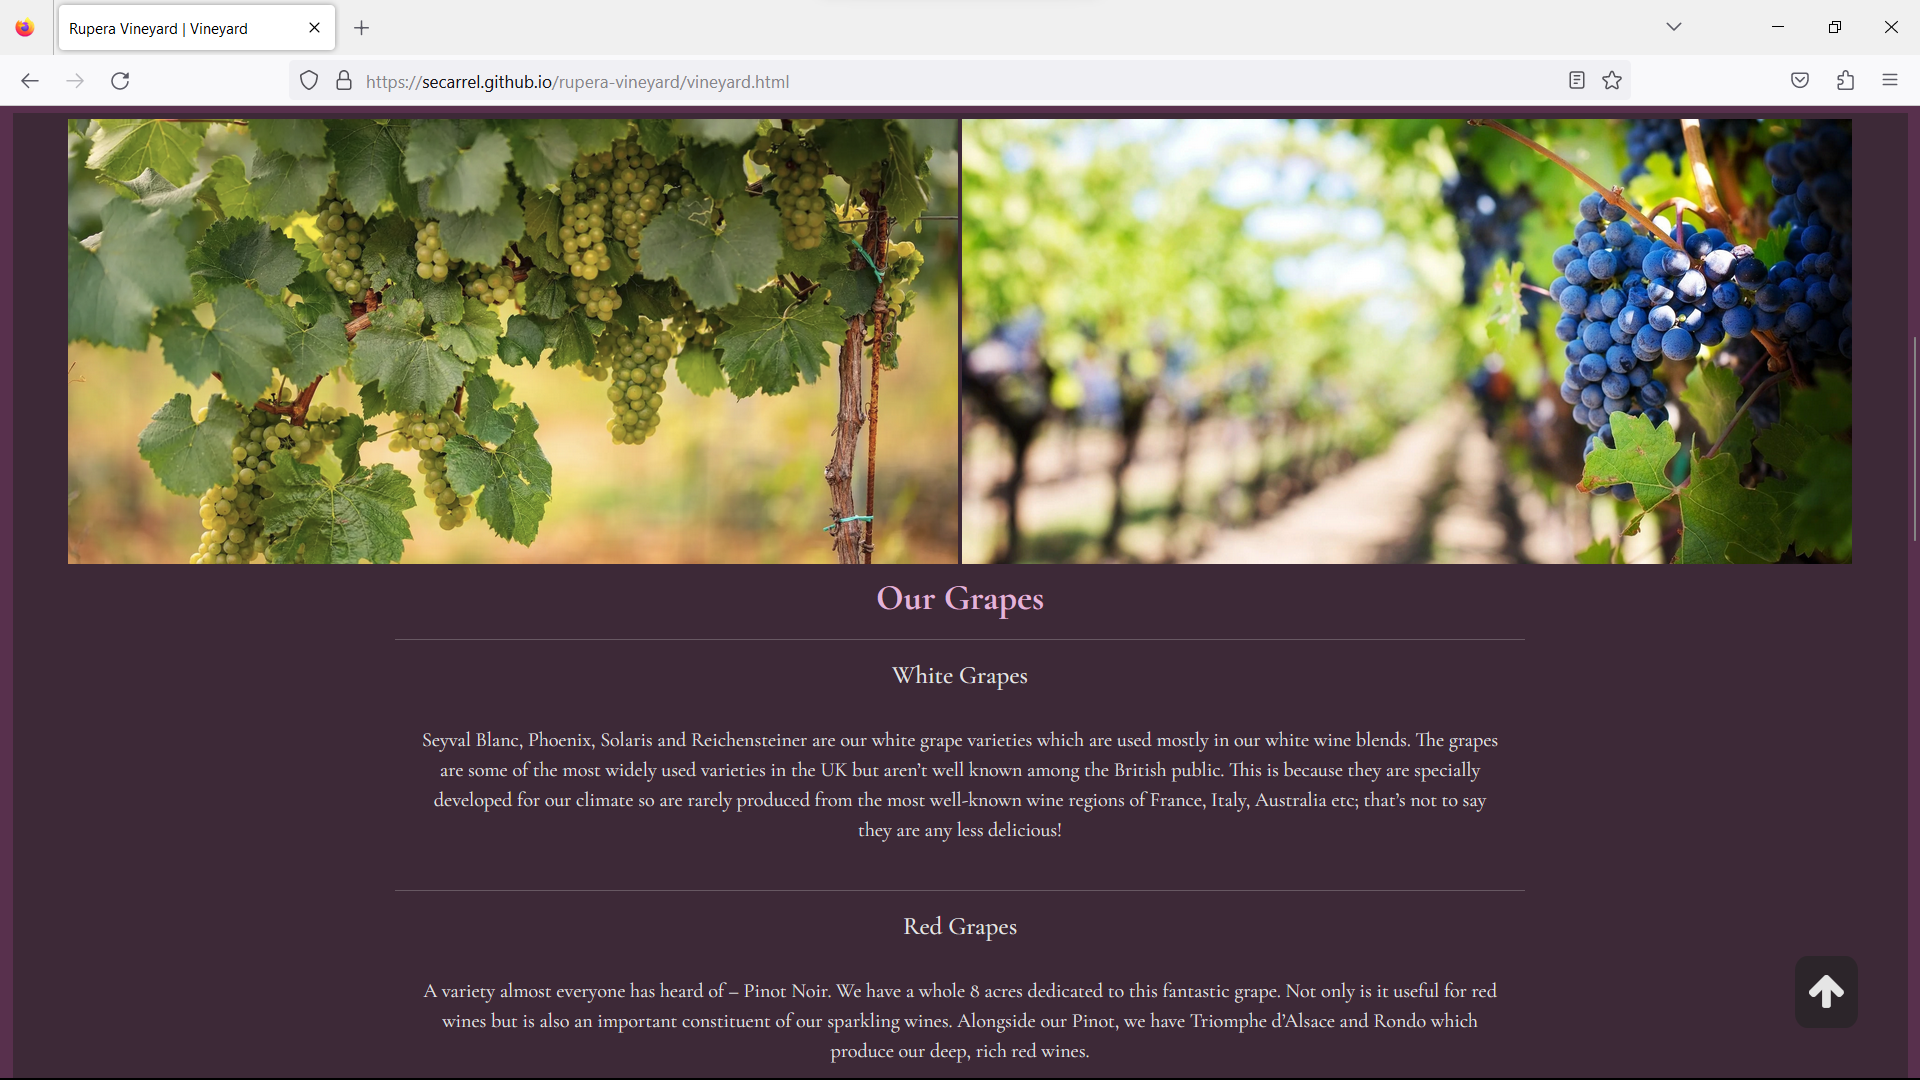 Rupera Vineyard | Vineyard
https://secarrel.github.io/rupera-vineyard/vineyard.html
Our Grapes
White Grapes
Seyval Blanc, Phoenix, Solaris and Reichensteiner are our white grape varieties which are used mostly in our white wine blends. The grapes
are some of the most widely used varieties in the UK but aren’t well known among the British public. This is because they are specially
developed for our climate so are rarely produced from the most well-known wine regions of France, Italy, Australia etc; that’s not to say
they are any less delicious!
Red Grapes
A variety almost everyone has heard of – Pinot Noir. We have a whole 8 acres dedicated to this fantastic grape. Not only is it useful for red
wines but is also an important constituent of our sparkling wines. Alongside our Pinot, we have Triomphe d’Alsace and Rondo which
produce our deep, rich red wines.